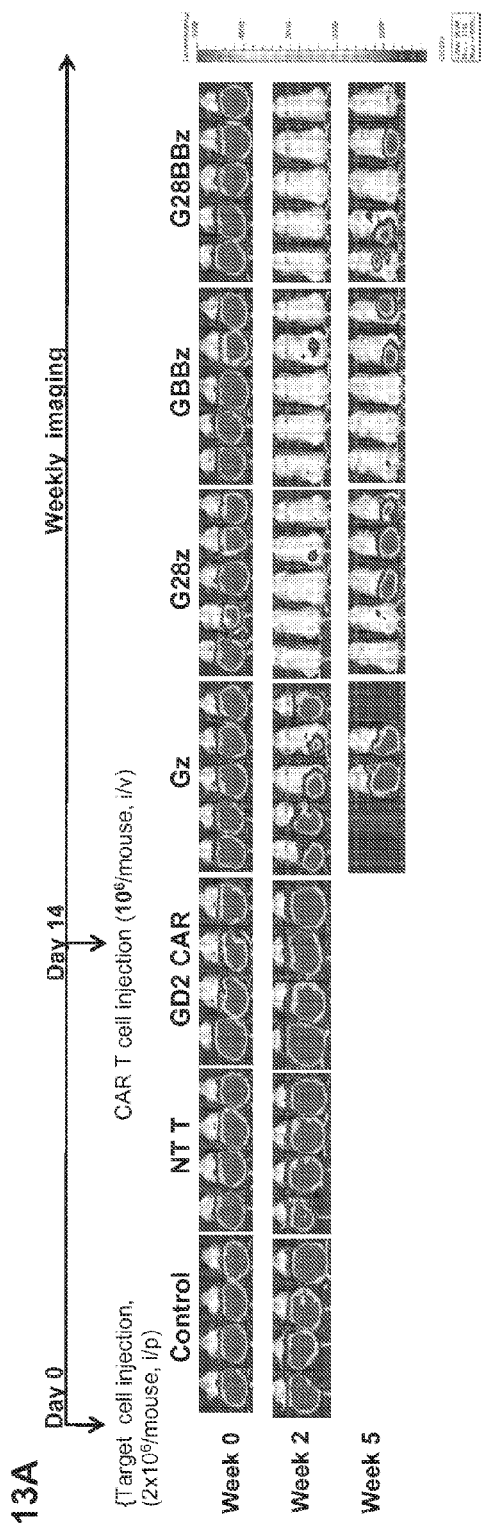 13A
Day 0
Day 14
Weekly imaging
{Target cell injection,
(2x10⁶/mouse, i/p)
CAR T cell injection (10⁶/mouse, i/v)
Control
NT T
GD2 CAR
Gz
G28z
GBBz
G28BBz
Week 0
Week 2
Week 5